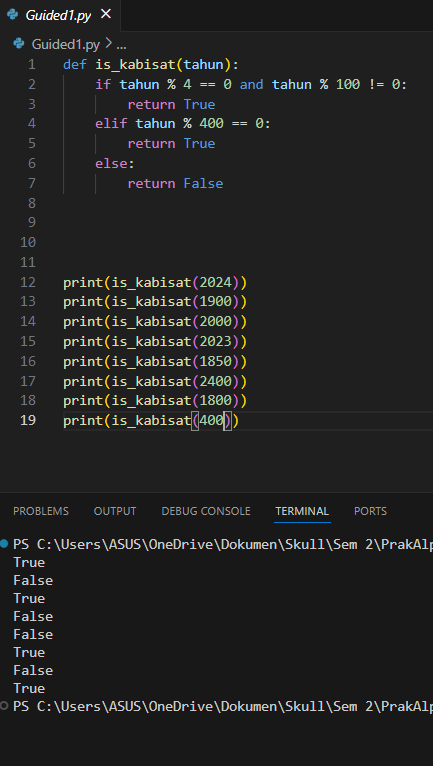 Guided1.py
Guided1.py > ...
1 def is_kabisat(tahun):
2     if tahun % 4 == 0 and tahun % 100 != 0:
3         return True
4     elif tahun % 400 == 0:
5         return True
6     else:
7         return False
8
9
10
11
12 print(is_kabisat(2024))
13 print(is_kabisat(1900))
14 print(is_kabisat(2000))
15 print(is_kabisat(2023))
16 print(is_kabisat(1850))
17 print(is_kabisat(2400))
18 print(is_kabisat(1800))
19 print(is_kabisat(400))
PROBLEMS OUTPUT DEBUG CONSOLE TERMINAL PORTS
PS C:\Users\ASUS\OneDrive\Dokumen\Skull\Sem 2\PrakAlp
True
False
True
False
False
True
False
True
PS C:\Users\ASUS\OneDrive\Dokumen\Skull\Sem 2\PrakAlp